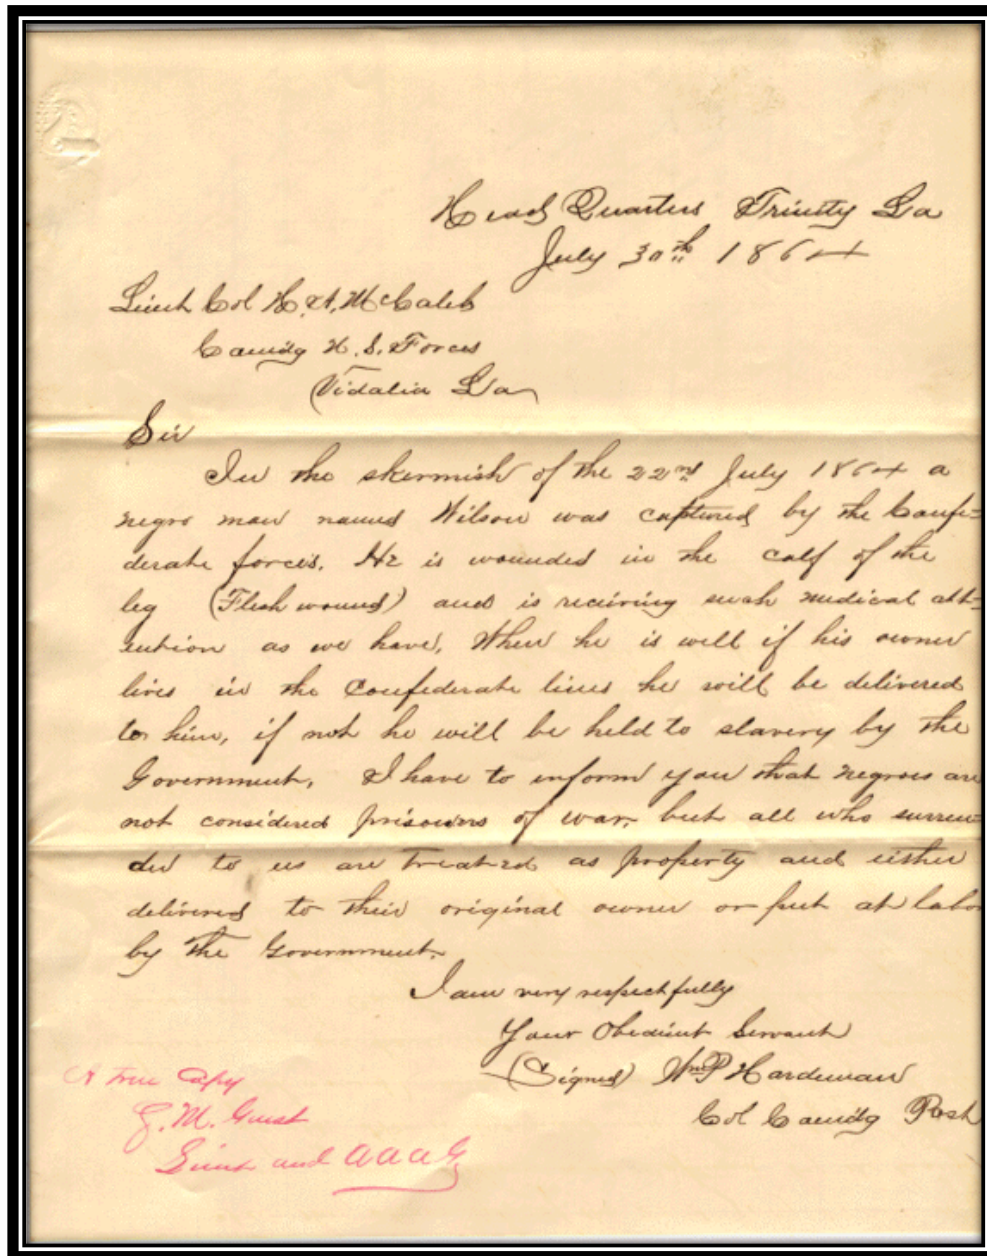 Head Quarters Trinity La
July 30th 1864
Lieut Col H. A. McCaleb
Comdg U. S. Forces
Vidalia La
Sir
In the skermish of the 22nd July 1864 a
negro man named Wilson was captured by the Confe=
derate forces. He is wounded in the calf of the
leg (Flesh wound) and is receiving such medical att=
ention as we have. When he is well if his owner
lives in the Confederate lines he will be delivered
to him, if not he will be held to slavery by the
Government. I have to inform you that negroes are
not considered prisoners of war, but all who surren=
der to us are treated as property and either
delivered to their original owner or put at labor
by the Government.
I am very respectfully
Your Obedient Servant
(Signed) Wm P Hardeman
Col Comdg Post
A true Copy
J. M. Guest
Lieut and AAAG